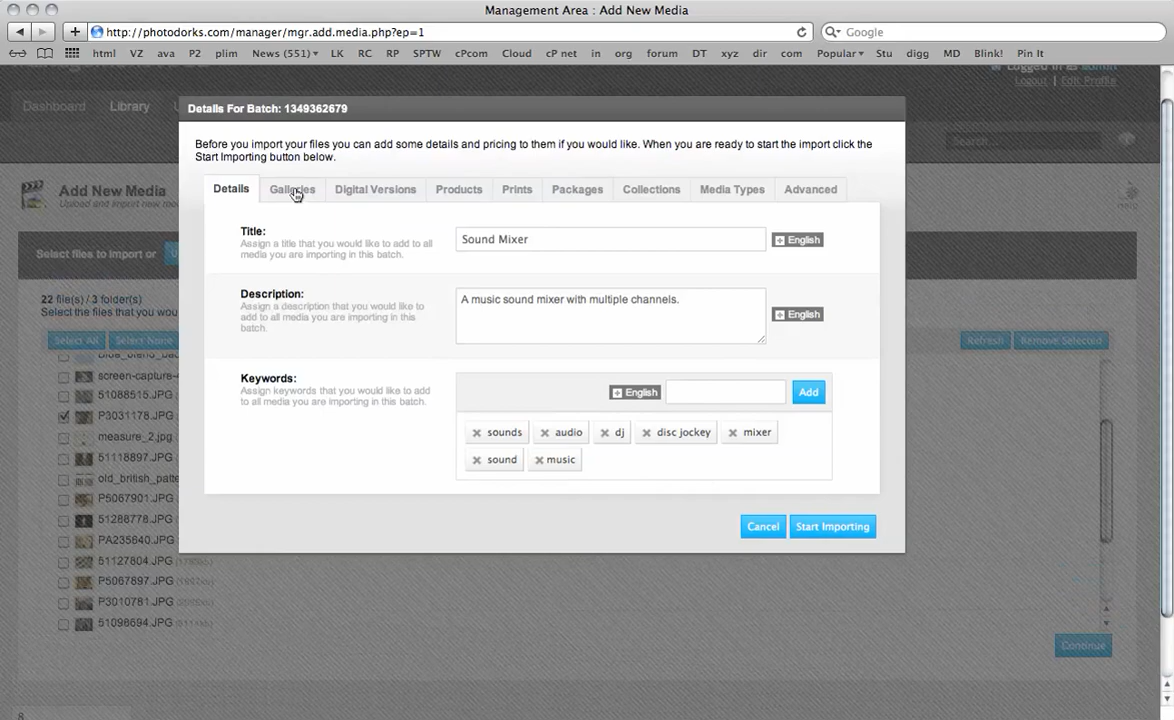 Management Area : Add New Media
http://photodorks.com/manager/mgr.add.media.php?ep=1
Google
html VZ ava P2 plim News (551) LK RC RP SPTW cPcom Cloud cP net in org forum DT xyz dir com Popular Stu digg MD Blink! Pin It
Logged in as admin
Logout | Edit Profile
Dashboard Library
Search...
Details For Batch: 1349362679
Before you import your files you can add some details and pricing to them if you would like. When you are ready to start the import click the
Start Importing button below.
Add New Media
Details Galleries Digital Versions Products Prints Packages Collections Media Types Advanced
Title:
Assign a title that you would like to add to all
media you are importing in this batch.
Sound Mixer
English
Select files to import or
22 file(s) / 3 folder(s)
Select the files that you
Description:
Assign a description that you would like to
add to all media you are importing in this
batch.
A music sound mixer with multiple channels.
English
Select All Select None
Refresh Remove Selected
Keywords:
Assign keywords that you would like to add
to all media you are importing in this batch.
English
Add
sounds audio dj disc jockey mixer
sound music
screen-capture-
51088515.JPG
P3031178.JPG
measure_2.jpg
51118897.JPG
old_british_patt
P5067901.JPG
51288778.JPG
PA235640.JPG
51127804.JPG
P5067897.JPG
P3010781.JPG
51098694.JPG
Cancel Start Importing
Continue